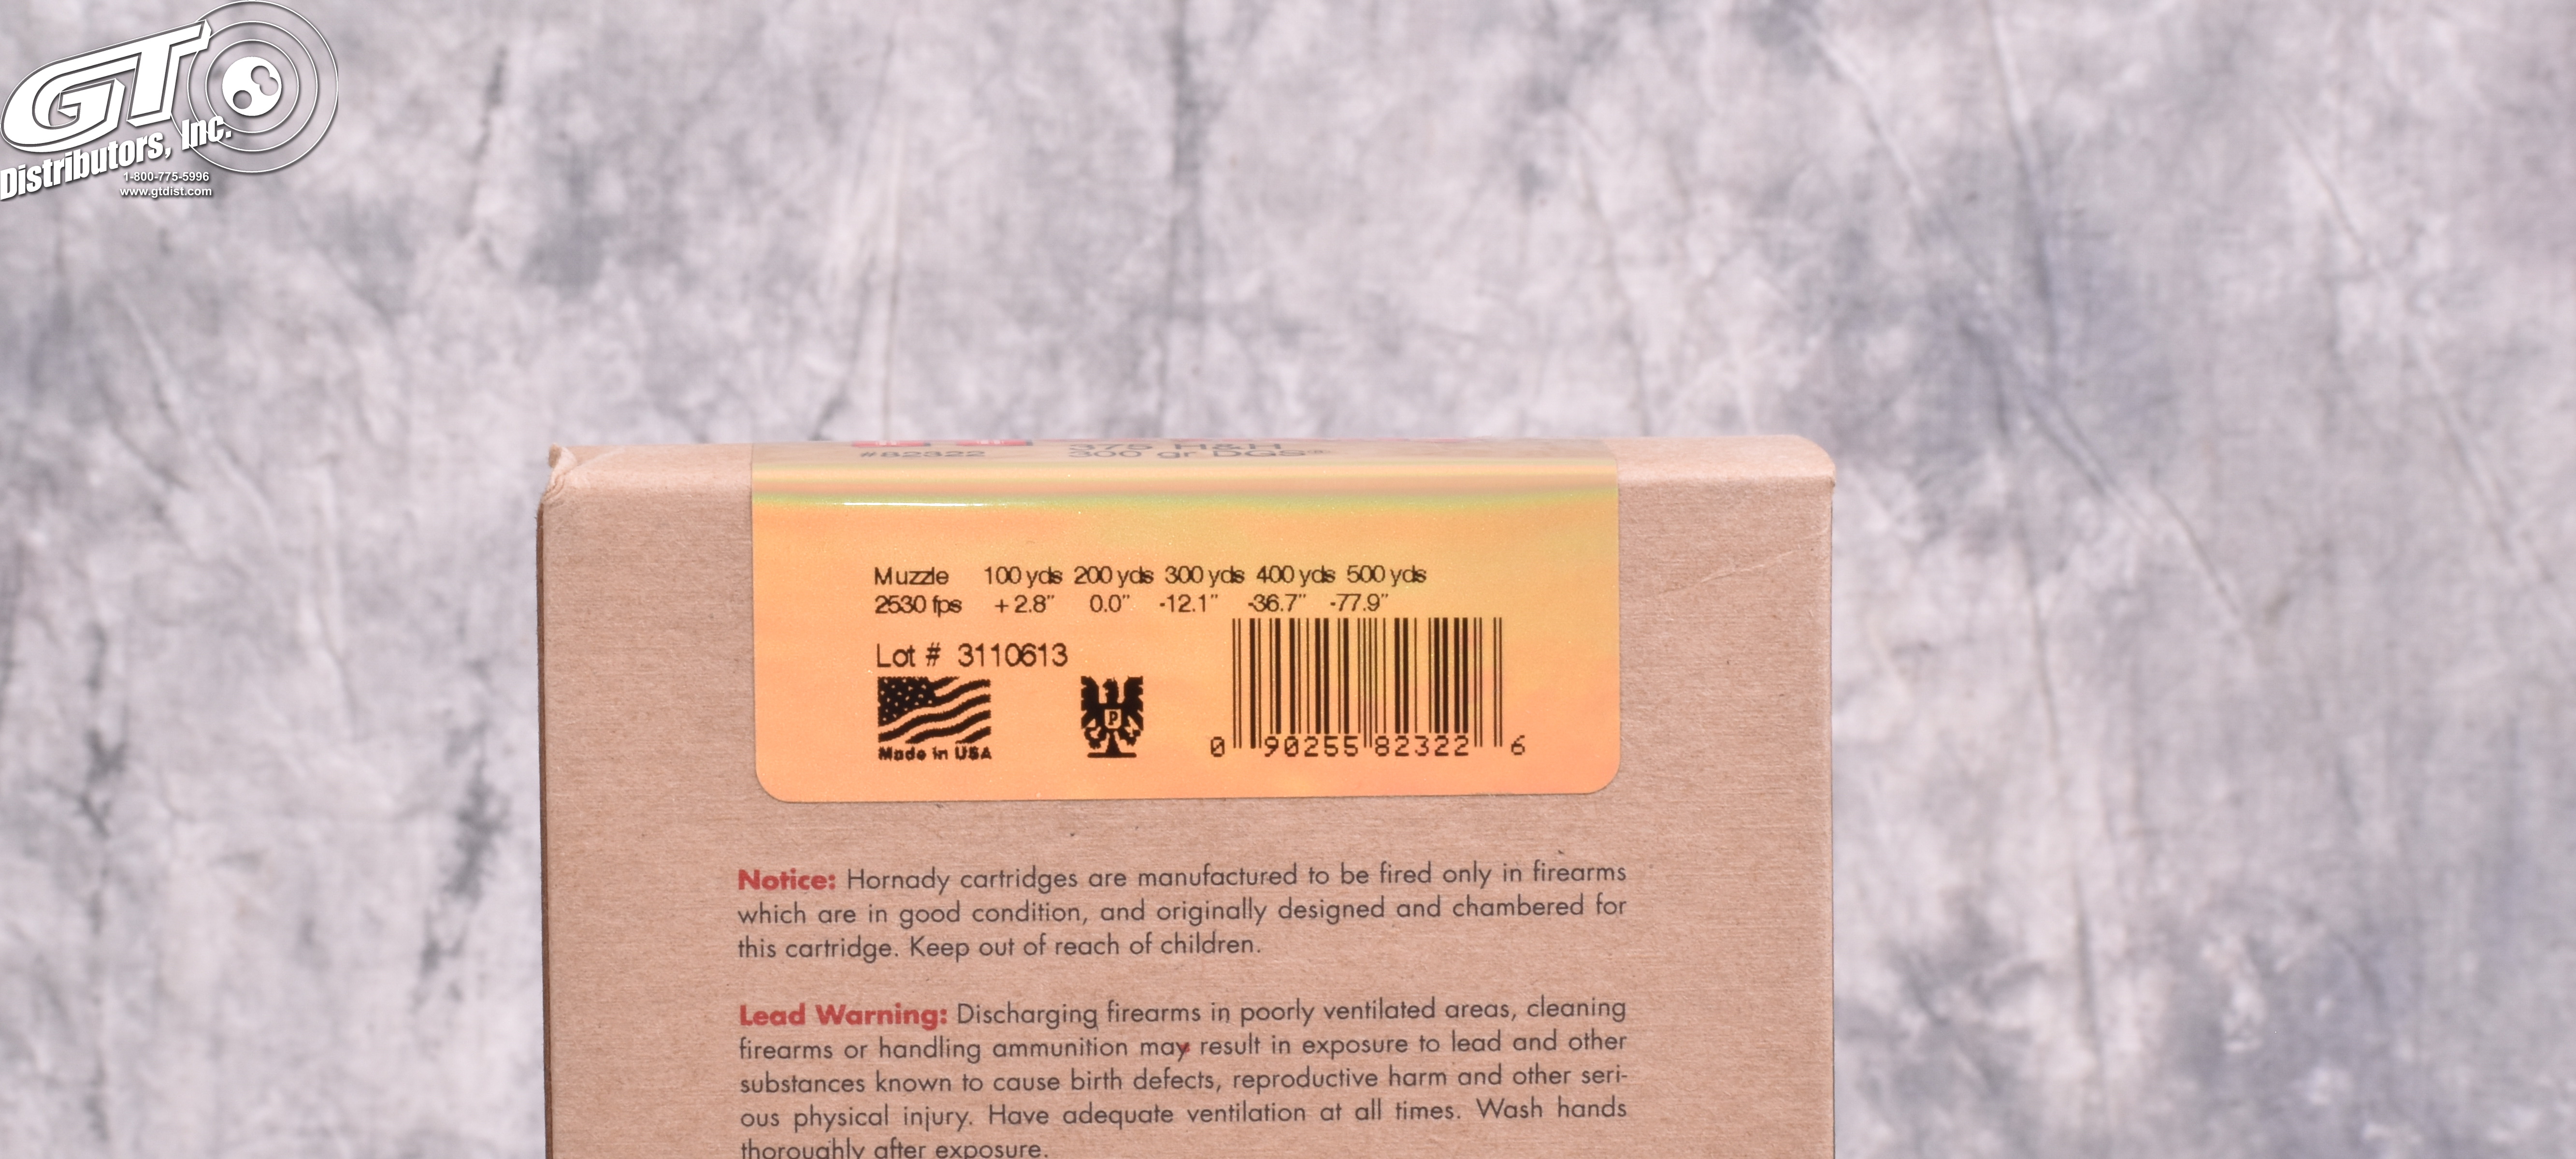 GT
Distributors, Inc.
1-800-775-5996
www.gtdist.com
375 H&H
#82322 300 gr DGS®
Muzzle 100 yds 200 yds 300 yds 400 yds 500 yds
2530 fps + 2.8" 0.0" -12.1" -36.7" -77.9"
Lot # 3110613
Made in USA
P
0 90255 82322 6
Notice: Hornady cartridges are manufactured to be fired only in firearms
which are in good condition, and originally designed and chambered for
this cartridge. Keep out of reach of children.
Lead Warning: Discharging firearms in poorly ventilated areas, cleaning
firearms or handling ammunition may result in exposure to lead and other
substances known to cause birth defects, reproductive harm and other seri-
ous physical injury. Have adequate ventilation at all times. Wash hands
thoroughly after exposure.